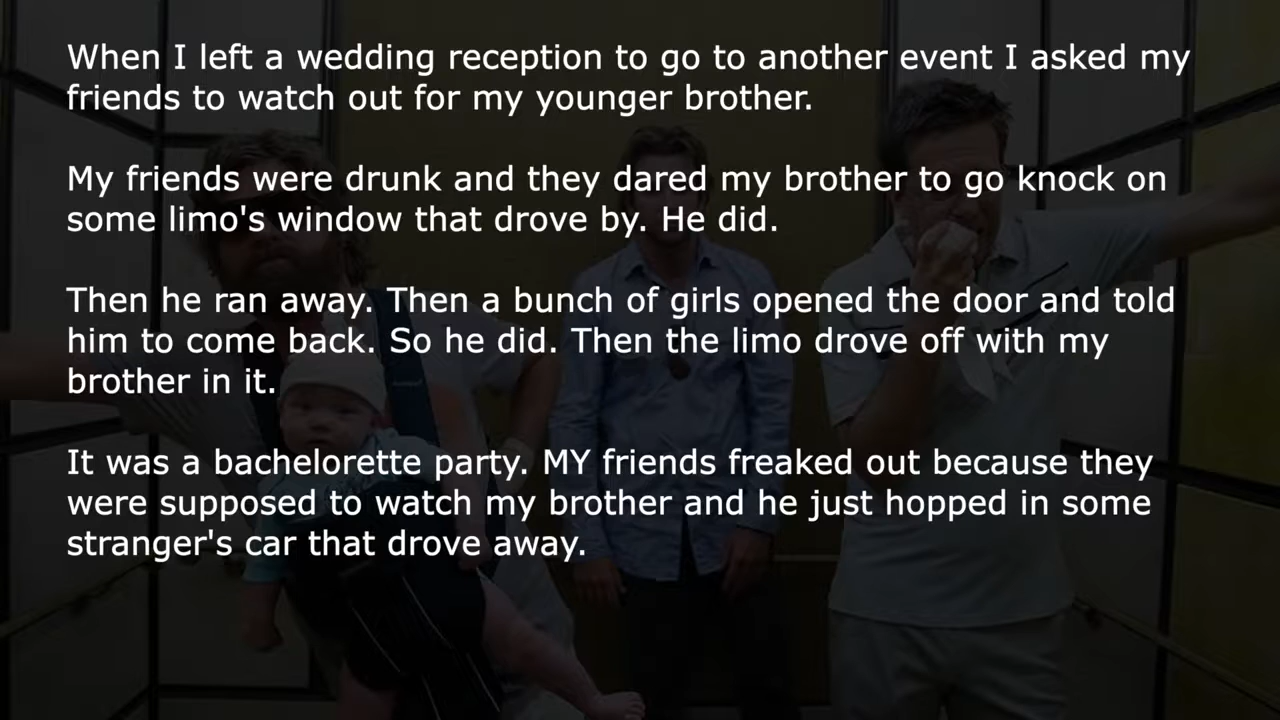 When I left a wedding reception to go to another event I asked my
friends to watch out for my younger brother.
My friends were drunk and they dared my brother to go knock on
some limo's window that drove by. He did.
Then he ran away. Then a bunch of girls opened the door and told
him to come back. So he did. Then the limo drove off with my
brother in it.
It was a bachelorette party. MY friends freaked out because they
were supposed to watch my brother and he just hopped in some
stranger's car that drove away.